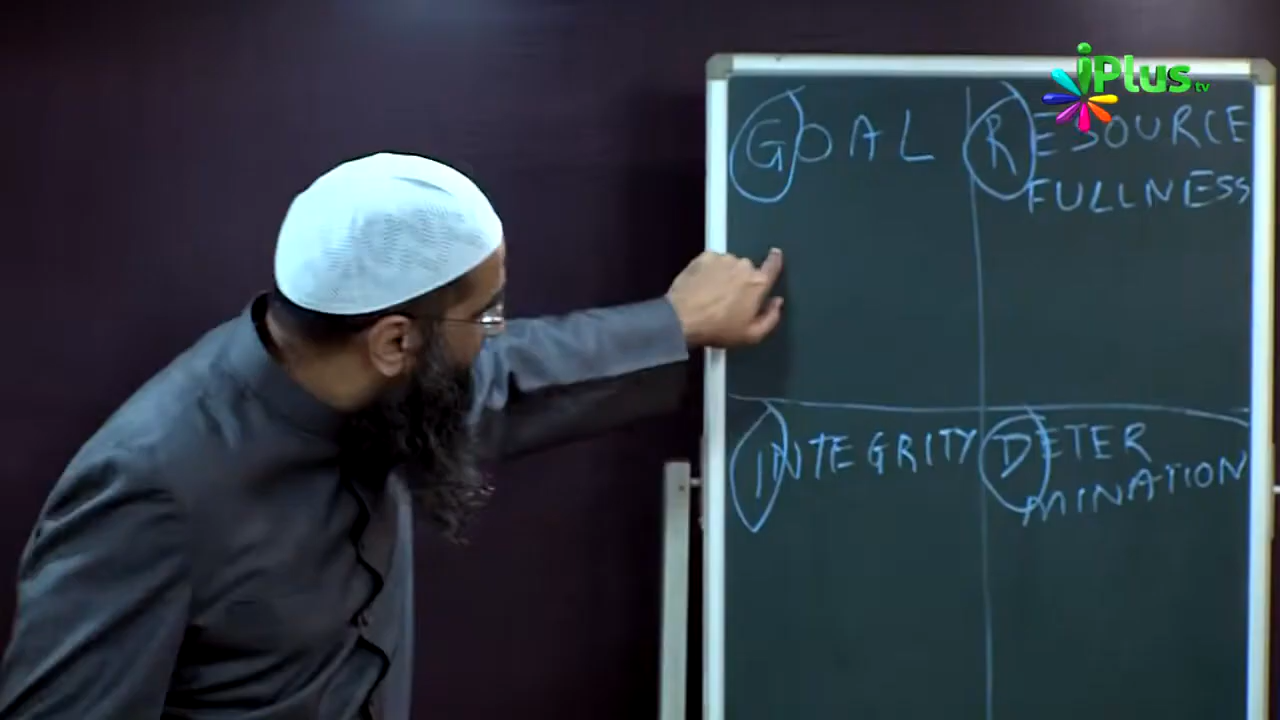 iPlus tv
GOAL
RESOURCE
FULLNESS
INTEGRITY
DETER
MINATION